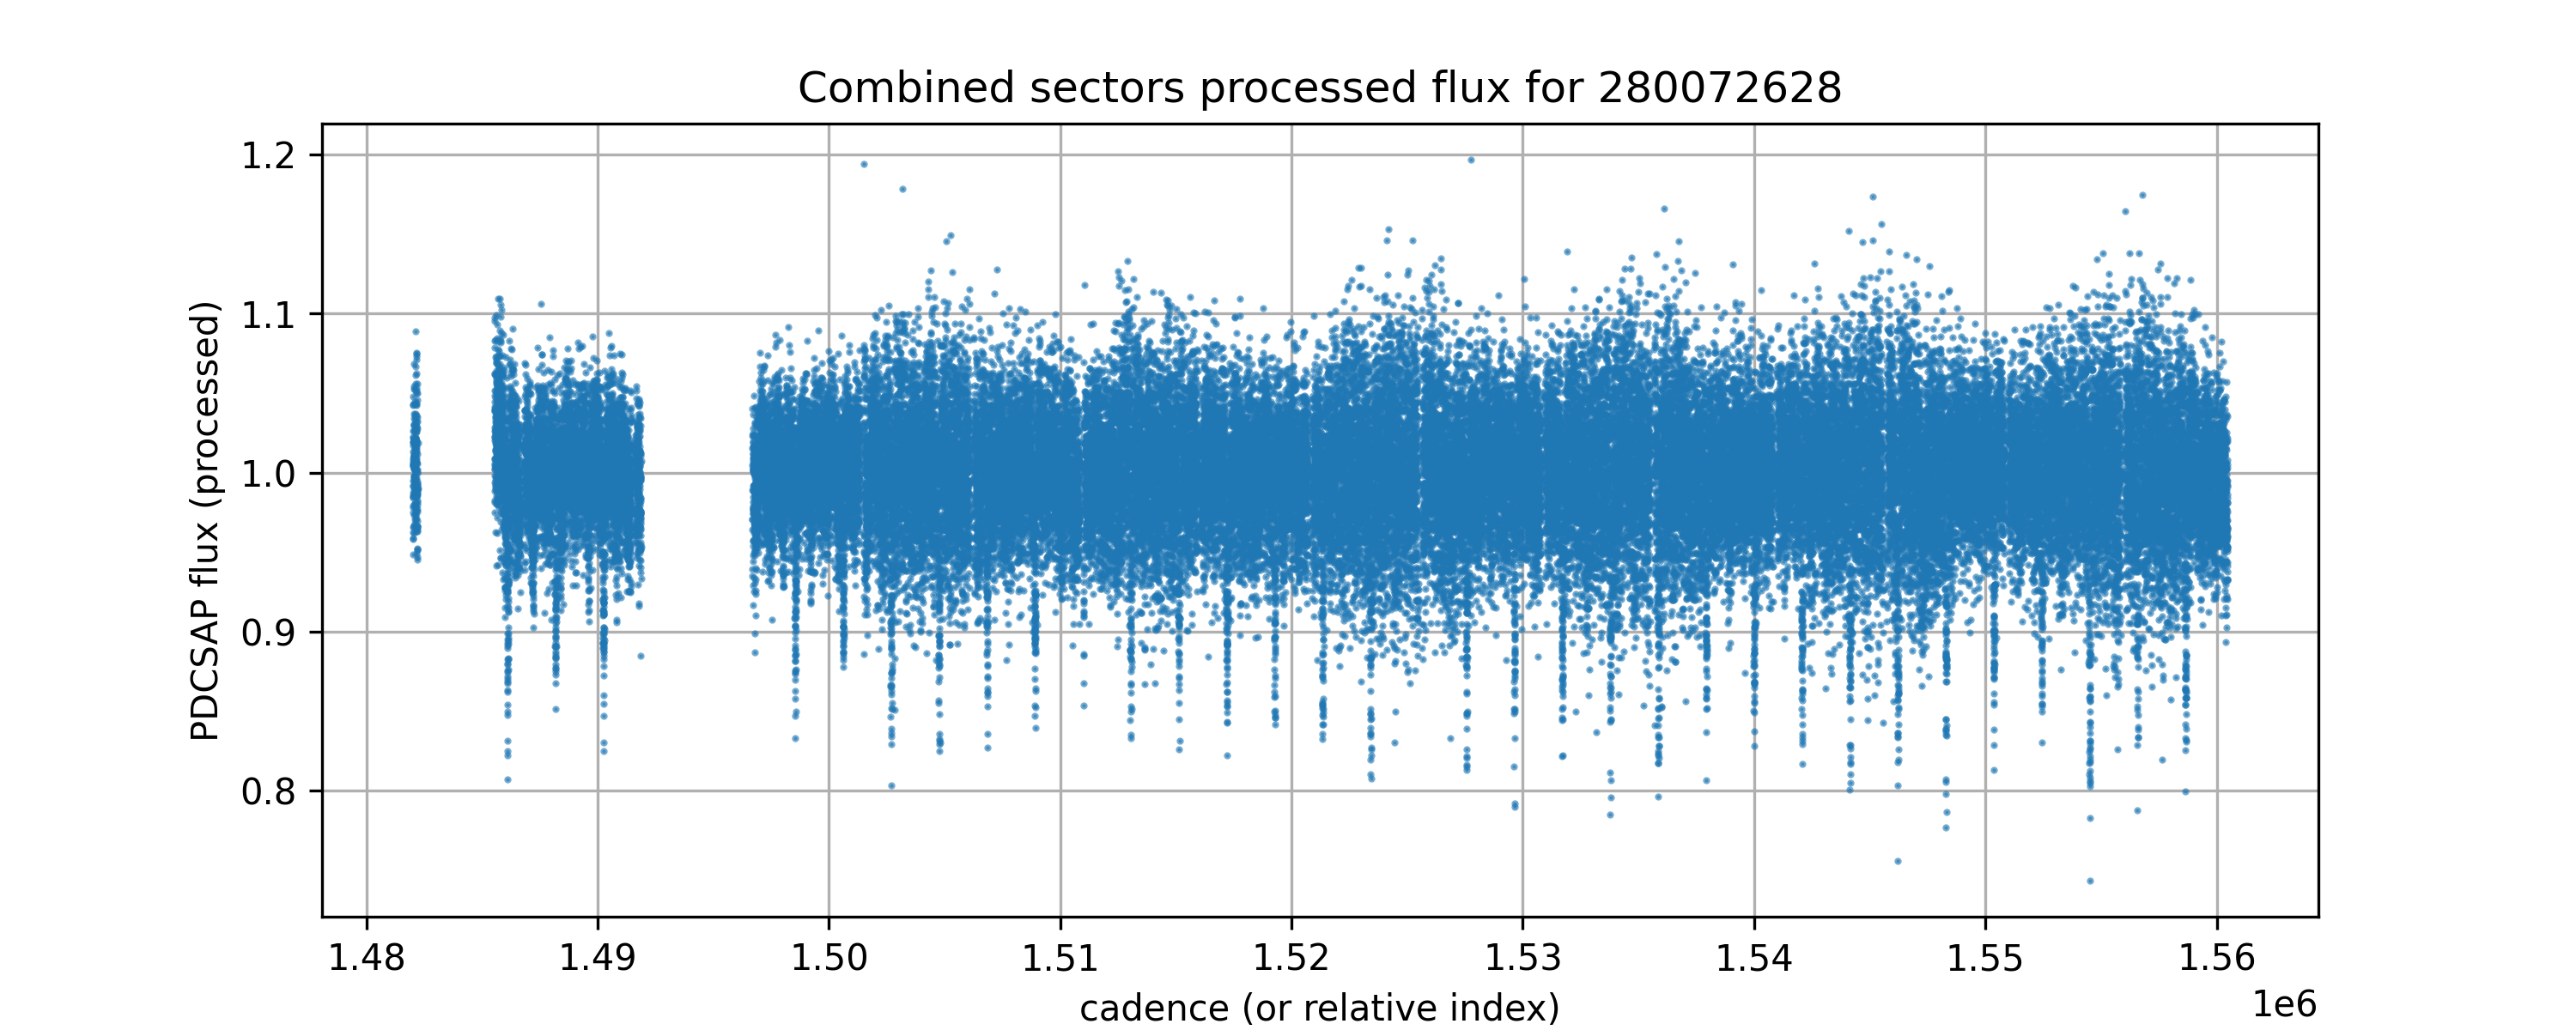 Combined sectors processed flux for 280072628
PDCSAP flux (processed)
1.2
1.1
1.0
0.9
0.8
1.48 1.49 1.50 1.51 1.52 1.53 1.54 1.55 1.56
1e6
cadence (or relative index)